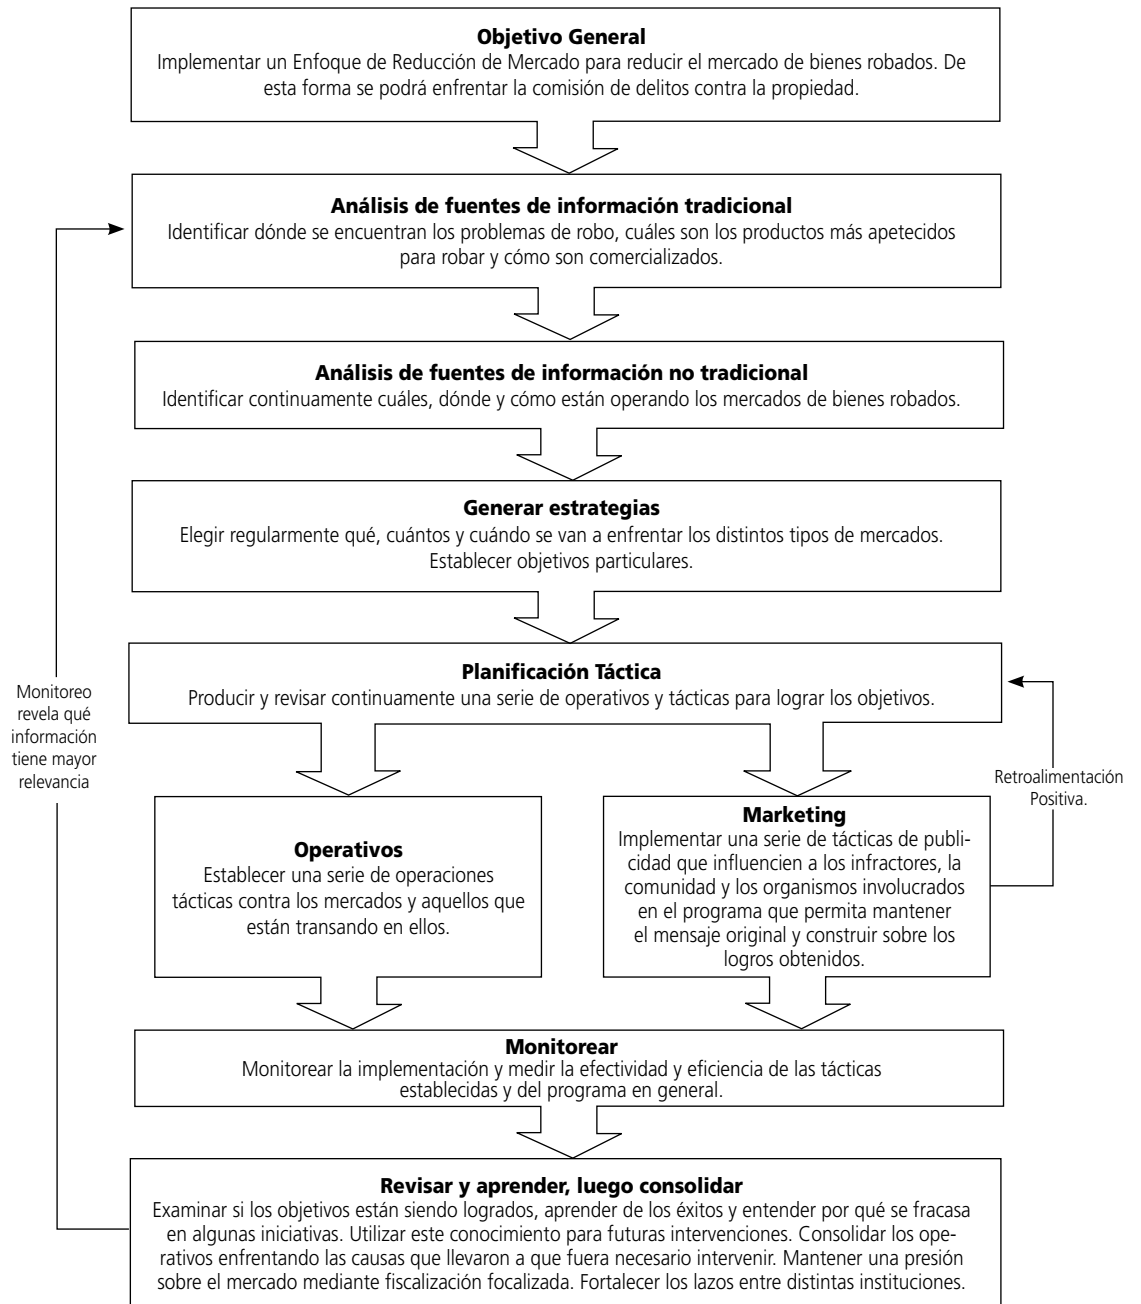 Objetivo General
Implementar un Enfoque de Reducción de Mercado para reducir el mercado de bienes robados. De
esta forma se podrá enfrentar la comisión de delitos contra la propiedad.
Análisis de fuentes de información tradicional
Identificar dónde se encuentran los problemas de robo, cuáles son los productos más apetecidos
para robar y cómo son comercializados.
Análisis de fuentes de información no tradicional
Identificar continuamente cuáles, dónde y cómo están operando los mercados de bienes robados.
Generar estrategias
Elegir regularmente qué, cuántos y cuándo se van a enfrentar los distintos tipos de mercados.
Establecer objetivos particulares.
Planificación Táctica
Producir y revisar continuamente una serie de operativos y tácticas para lograr los objetivos.
Monitoreo
revela qué
información
tiene mayor
relevancia
Retroalimentación
Positiva.
Operativos
Establecer una serie de operaciones
tácticas contra los mercados y aquellos que
están transando en ellos.
Marketing
Implementar una serie de tácticas de publi-
cidad que influencien a los infractores, la
comunidad y los organismos involucrados
en el programa que permita mantener
el mensaje original y construir sobre los
logros obtenidos.
Monitorear
Monitorear la implementación y medir la efectividad y eficiencia de las tácticas
establecidas y del programa en general.
Revisar y aprender, luego consolidar
Examinar si los objetivos están siendo logrados, aprender de los éxitos y entender por qué se fracasa
en algunas iniciativas. Utilizar este conocimiento para futuras intervenciones. Consolidar los ope-
rativos enfrentando las causas que llevaron a que fuera necesario intervenir. Mantener una presión
sobre el mercado mediante fiscalización focalizada. Fortalecer los lazos entre distintas instituciones.